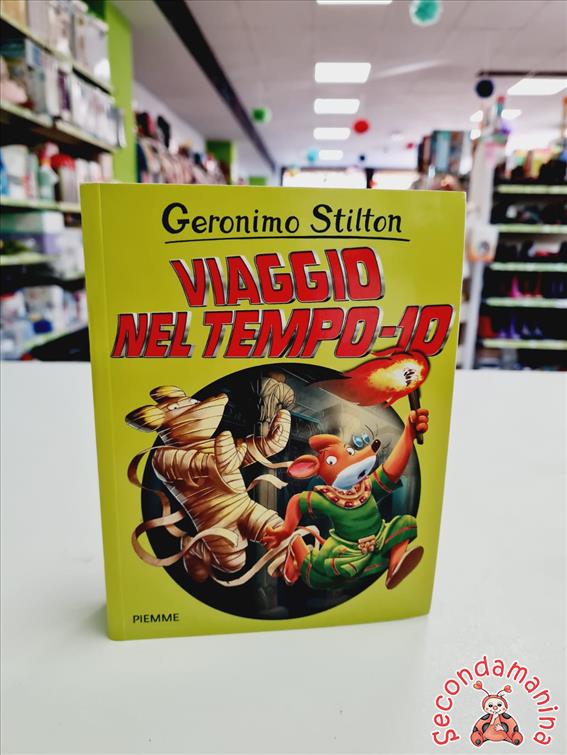 Geronimo Stilton
VIAGGIO
NEL TEMPO-10
PIEMME
Secondamanina